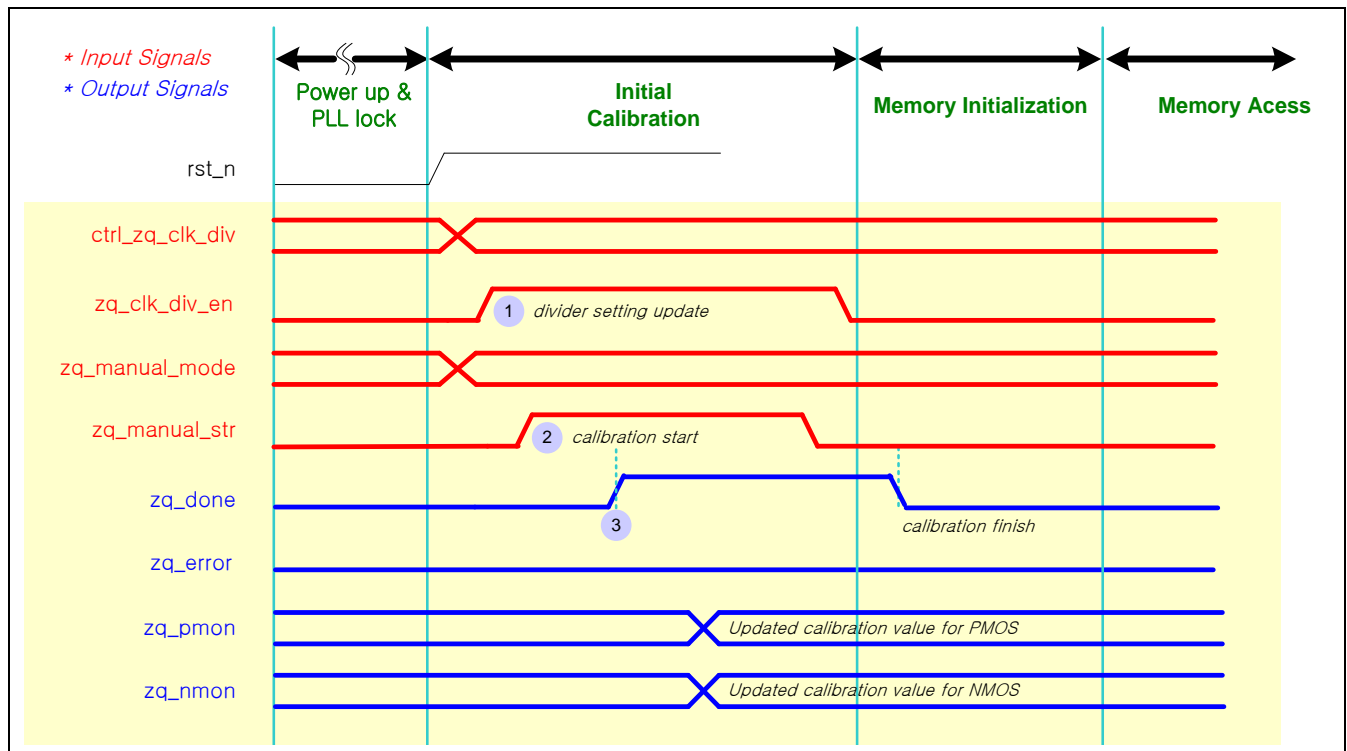 * Input Signals
* Output Signals
Power up &
PLL lock
Initial
Calibration
Memory Initialization
Memory Acess
rst_n
ctrl_zq_clk_div
zq_clk_div_en
1 divider setting update
zq_manual_mode
zq_manual_str
2 calibration start
zq_done
3
calibration finish
zq_error
zq_pmon
Updated calibration value for PMOS
zq_nmon
Updated calibration value for NMOS